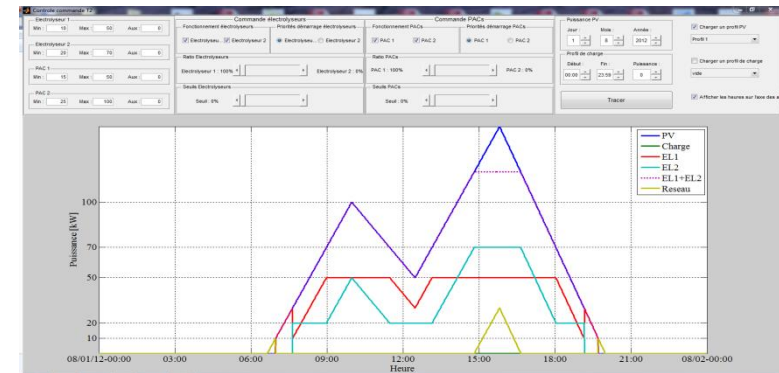 Controle commande T2
Electrolyseur 1
Min : 15 Max : 50 Aux : 0
Electrolyseur 2
Min : 25 Max : 70 Aux : 0
PAC 1
Min : 15 Max : 50 Aux : 0
PAC 2
Min : 25 Max : 100 Aux : 0
Commande électrolyseurs
Fonctionnement électrolyseurs
Electrolyseu.. Electrolyseur 2
Priorités démarrage électrolyseurs
Electrolyseu.. Electrolyseur 2
Ratio Electrolyseurs
Electrolyseur 1 : 100% Electrolyseur 2 : 0%
Seuils Electrolyseurs
Seuil : 0%
Commande PACs
Fonctionnement PACs
PAC 1 PAC 2
Priorités démarrage PACs
PAC 1 PAC 2
Ratio PACs
PAC 1 : 100% PAC 2 : 0%
Seuils PACs
Seuil : 0%
Puissance PV
Jour : Mois : Année :
1 8 2012
Profil de charge
Début : Fin : Puissance :
00:00 23:59 0
Tracer
Charger un profil PV
Profil 1
Charger un profil de charge
vide
Afficher les heures sur l'axe des a
PV
Charge
EL1
EL2
EL1+EL2
Reseau
Puissance[kW]
100
70
50
20
10
08/01/12-00:00 03:00 06:00 09:00 12:00 15:00 18:00 21:00 08/02-00:00
Heure